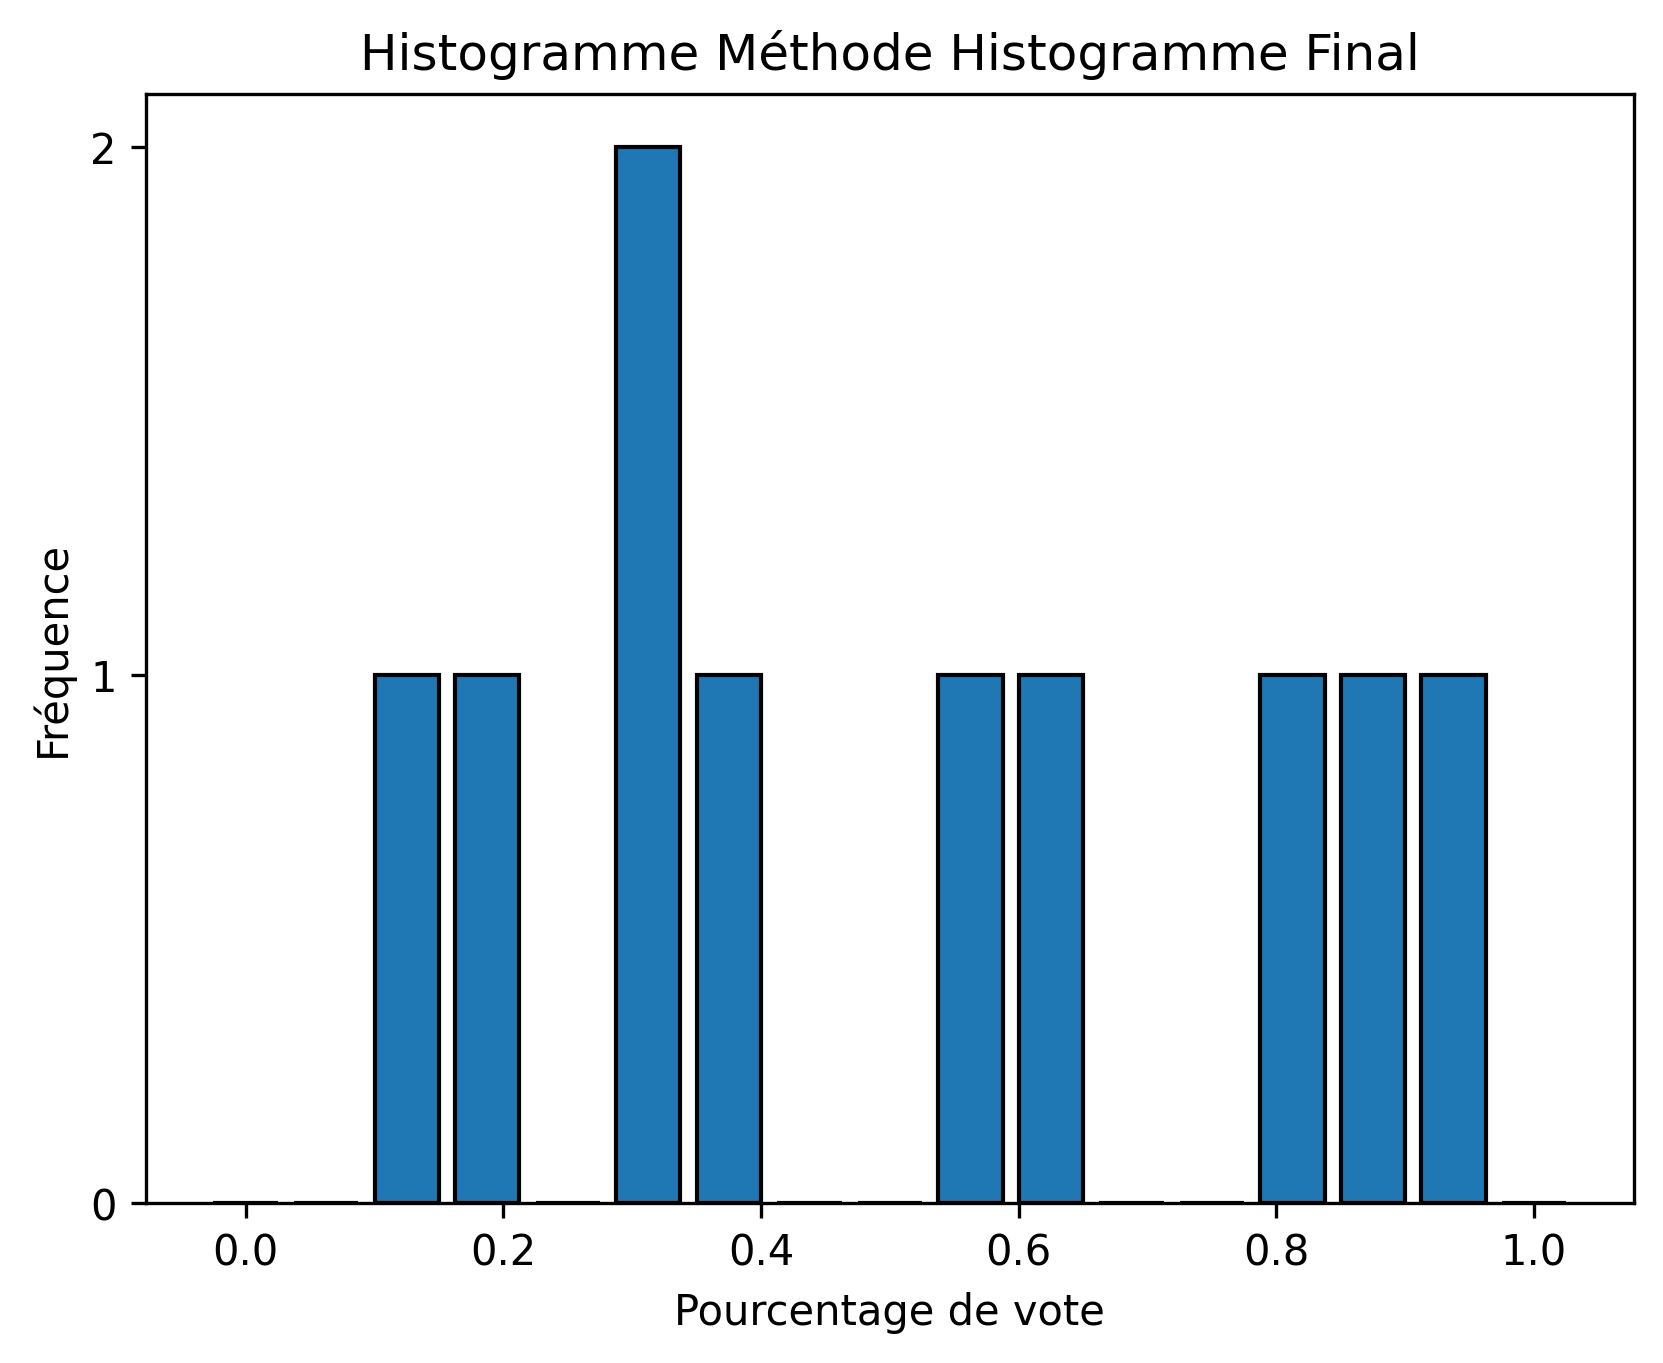 Histogramme Méthode Histogramme Final
2
1
0
Fréquence
0.0 0.2 0.4 0.6 0.8 1.0
Pourcentage de vote